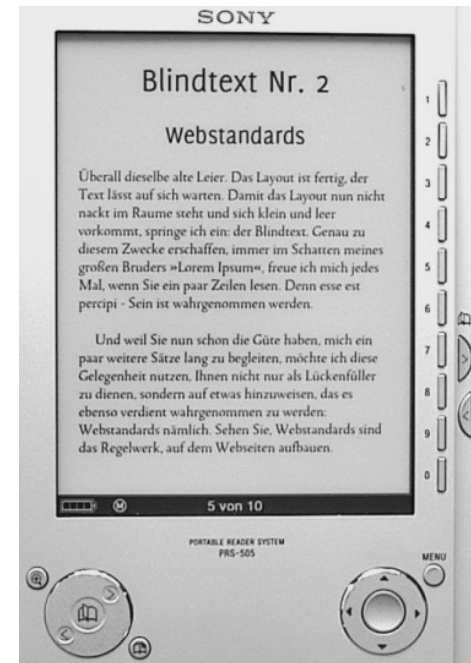 SONY
Blindtext Nr. 2
Webstandards
Überall dieselbe alte Leier. Das Layout ist fertig, der
Text lässt auf sich warten. Damit das Layout nun nicht
nackt im Raume steht und sich klein und leer
vorkommt, springe ich ein: der Blindtext. Genau zu
diesem Zwecke erschaffen, immer im Schatten meines
großen Bruders »Lorem Ipsum«, freue ich mich jedes
Mal, wenn Sie ein paar Zeilen lesen. Denn esse est
percipi - Sein ist wahrgenommen werden.
Und weil Sie nun schon die Güte haben, mich ein
paar weitere Sätze lang zu begleiten, möchte ich diese
Gelegenheit nutzen, Ihnen nicht nur als Lückenfüller
zu dienen, sondern auf etwas hinzuweisen, das es
ebenso verdient wahrgenommen zu werden:
Webstandards nämlich. Sehen Sie, Webstandards sind
das Regelwerk, auf dem Webseiten aufbauen.
M 5 von 10
1
2
3
4
5
6
7
8
9
0
PORTABLE READER SYSTEM
PRS-505
MENU